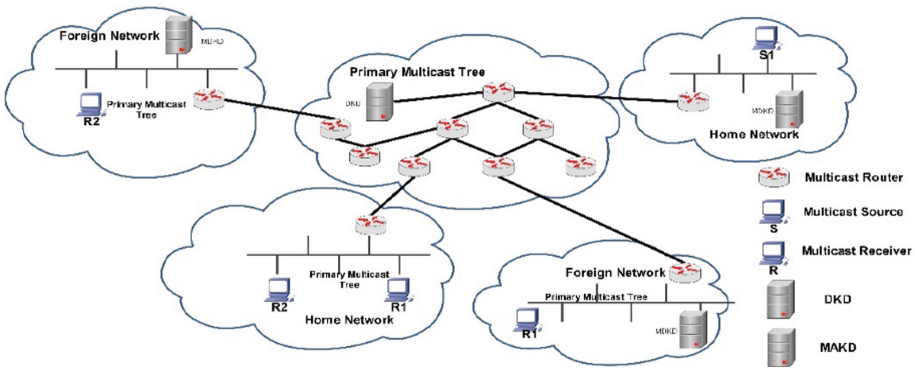 Foreign Network
MDKD
R2
Primary Multicast
Tree
Primary Multicast Tree
DKD
S1
MDKD
Home Network
Multicast Router
S
Multicast Source
R
Multicast Receiver
DKD
MAKD
Primary Multicast
Tree
R2
R1
Home Network
Foreign Network
Primary Multicast Tree
R1
MDKD